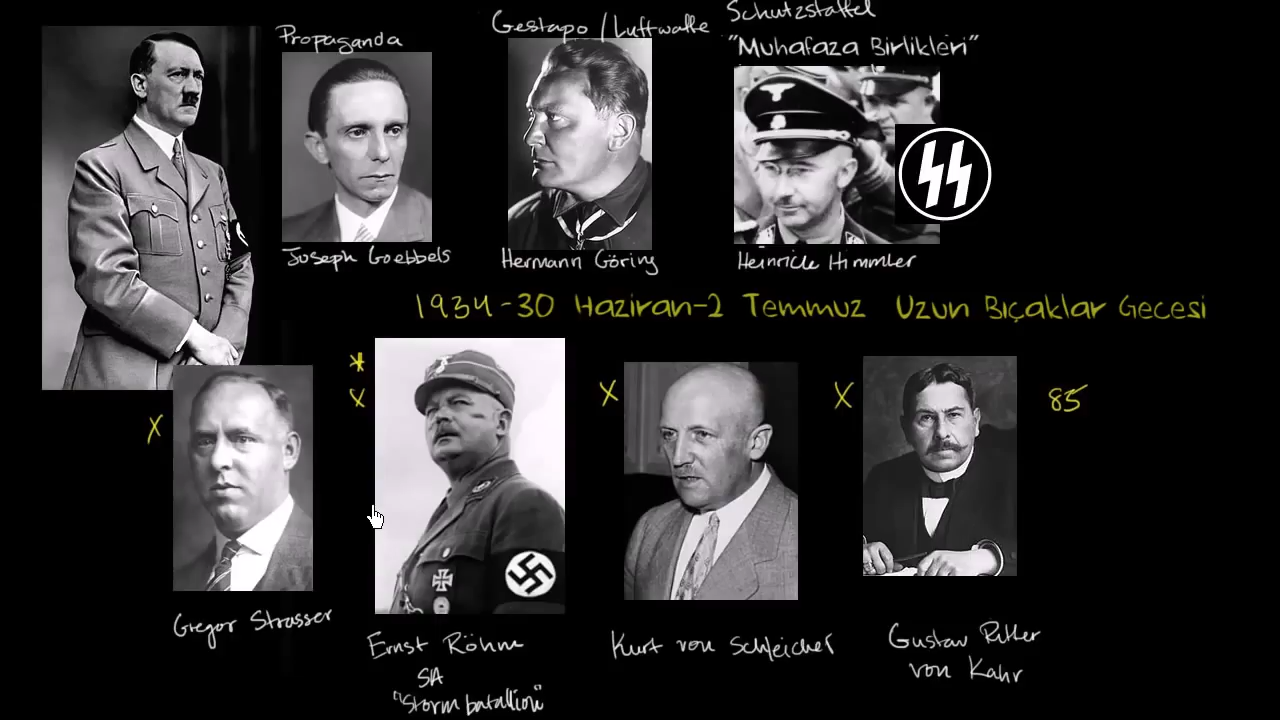 Propaganda
Gestapo / Luftwaffe
Schutzstaffel
"Muhafaza Birlikleri"
Joseph Goebbels
Hermann Göring
Heinrich Himmler
1934-30 Haziran-2 Temmuz Uzun Bıçaklar Gecesi
*
X
X
X
X
85
Gregor Strasser
Ernst Röhm
SA
"Storm batallion"
Kurt von Schleicher
Gustav Ritter
von Kahr